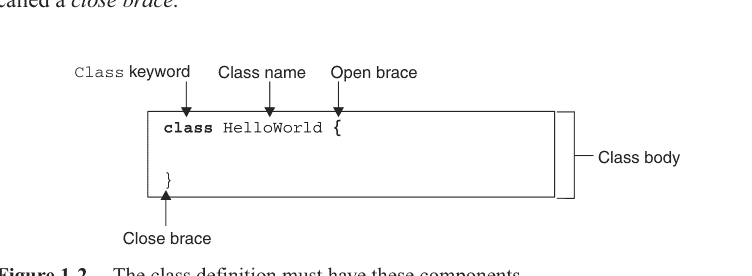 called a close brace.
Class keyword Class name Open brace
class HelloWorld {
Class body
}
Close brace
Figure 1.2 The class definition must have these components